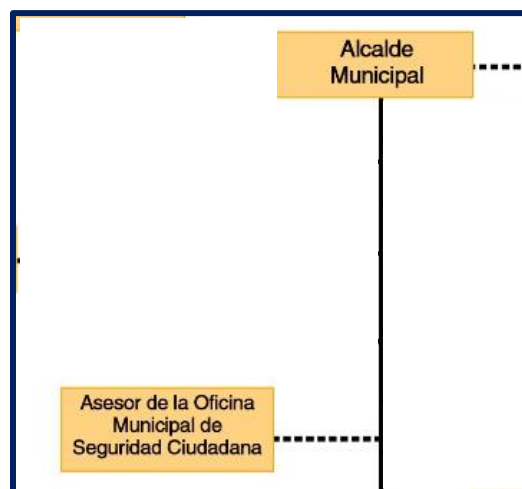 Alcalde
Municipal
Asesor de la Oficina
Municipal de
Seguridad Ciudadana